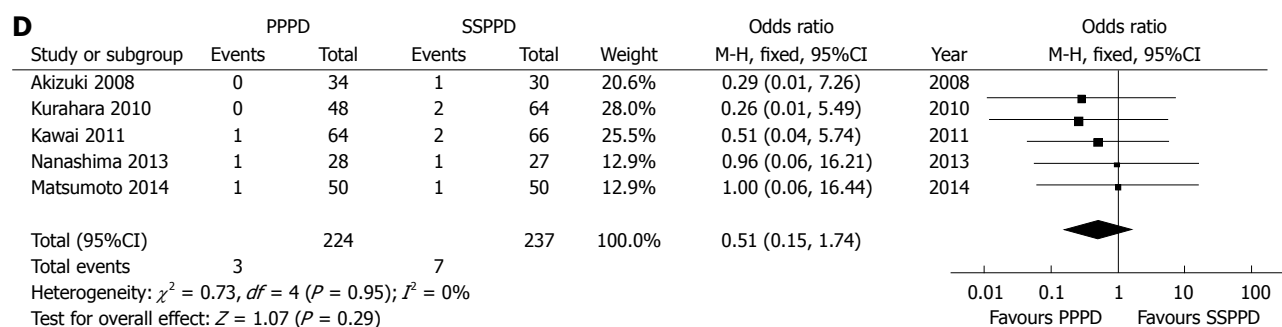 D
PPPD SSPPD Odds ratio Odds ratio
Study or subgroup Events Total Events Total Weight M-H, fixed, 95%CI Year M-H, fixed, 95%CI
Akizuki 2008 0 34 1 30 20.6% 0.29 (0.01, 7.26) 2008
Kurahara 2010 0 48 2 64 28.0% 0.26 (0.01, 5.49) 2010
Kawai 2011 1 64 2 66 25.5% 0.51 (0.04, 5.74) 2011
Nanashima 2013 1 28 1 27 12.9% 0.96 (0.06, 16.21) 2013
Matsumoto 2014 1 50 1 50 12.9% 1.00 (0.06, 16.44) 2014
Total (95%CI) 224 237 100.0% 0.51 (0.15, 1.74)
Total events 3 7
Heterogeneity: χ² = 0.73, df = 4 (P = 0.95); I² = 0%
Test for overall effect: Z = 1.07 (P = 0.29)
0.01 0.1 1 10 100
Favours PPPD Favours SSPPD